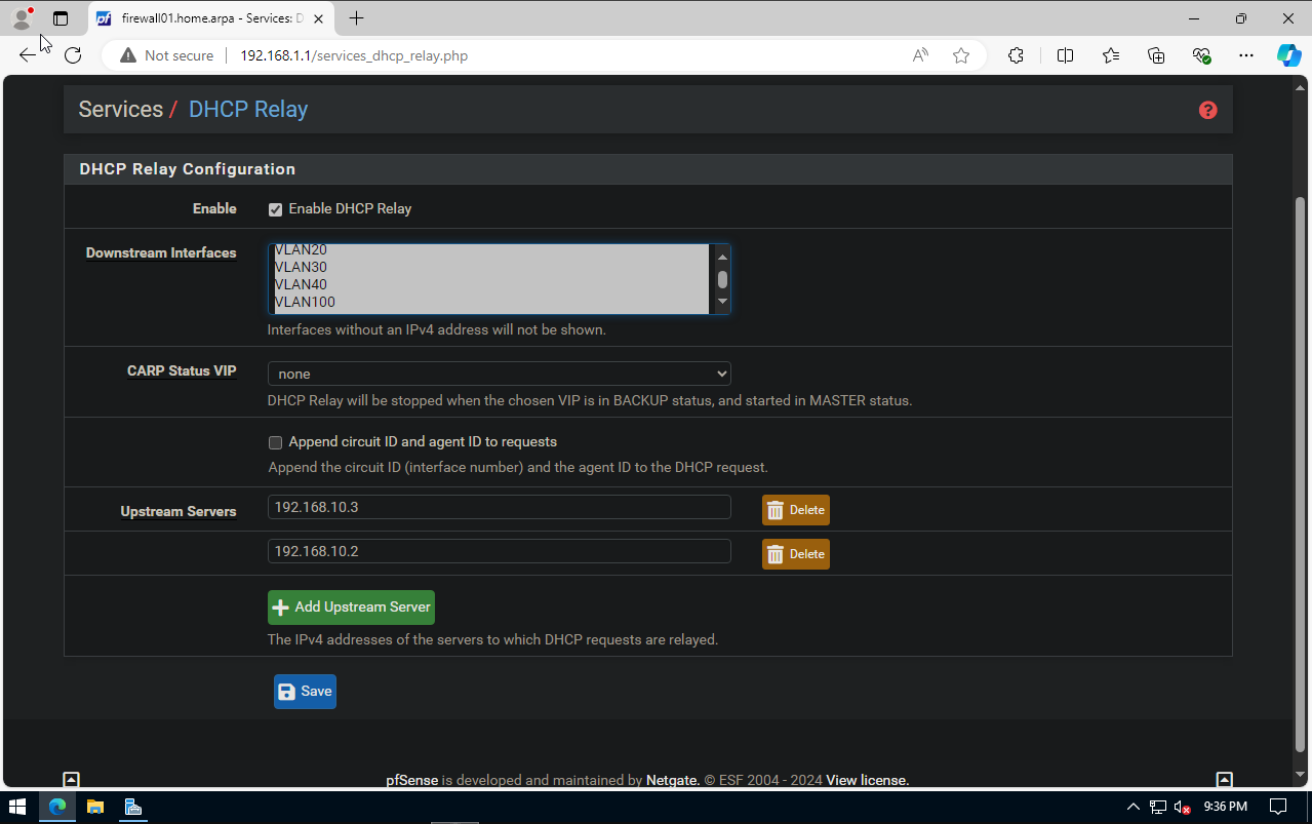 pf firewall01.home.arpa - Services: D
Not secure 192.168.1.1/services_dhcp_relay.php
Services / DHCP Relay
DHCP Relay Configuration
Enable Enable DHCP Relay
Downstream Interfaces
VLAN20
VLAN30
VLAN40
VLAN100
Interfaces without an IPv4 address will not be shown.
CARP Status VIP none
DHCP Relay will be stopped when the chosen VIP is in BACKUP status, and started in MASTER status.
Append circuit ID and agent ID to requests
Append the circuit ID (interface number) and the agent ID to the DHCP request.
Upstream Servers 192.168.10.3 Delete
192.168.10.2 Delete
Add Upstream Server
The IPv4 addresses of the servers to which DHCP requests are relayed.
Save
pfSense is developed and maintained by Netgate. © ESF 2004 - 2024 View license.
9:36 PM